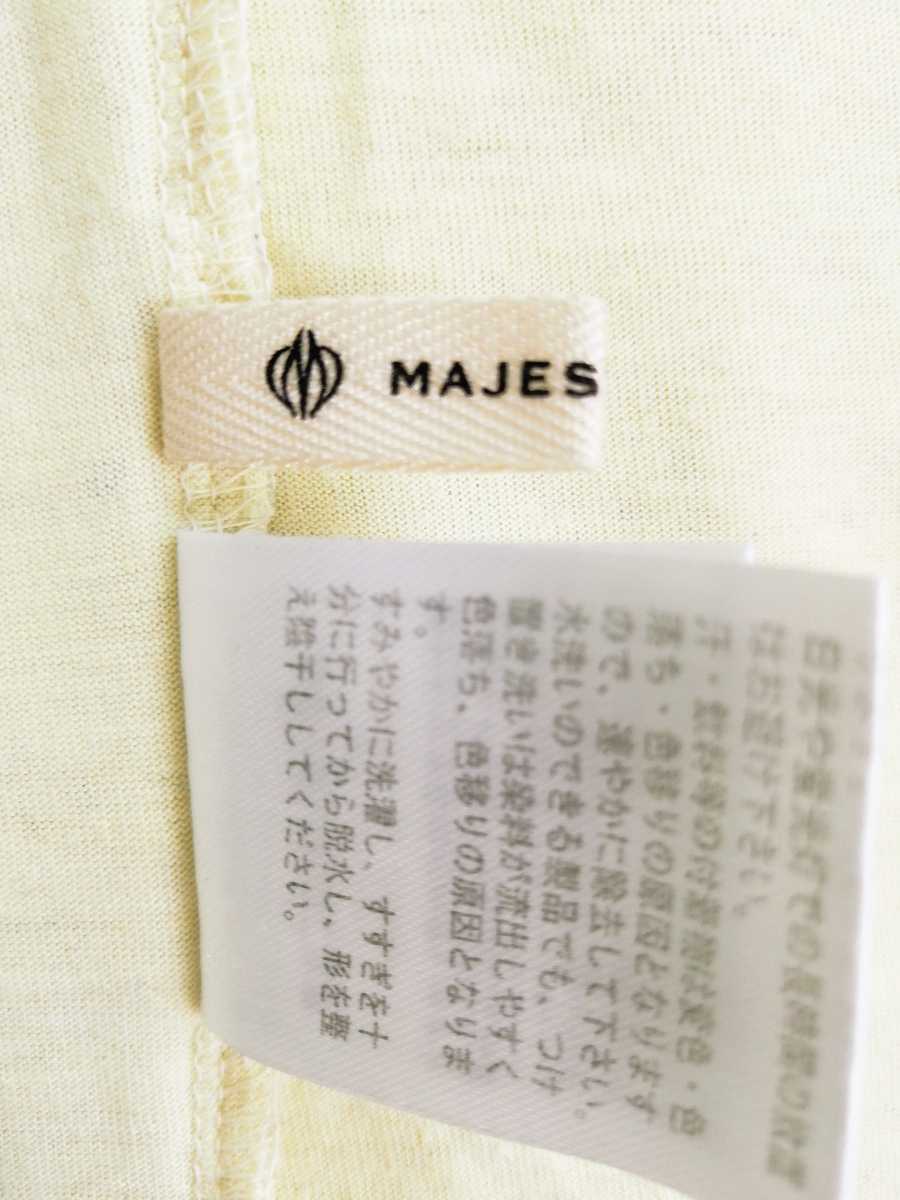 MAJES
日光や蛍光灯での長時間の放置
はお避け下さい。
汗・飲料等の付着物は変色・色
落ち・色移りの原因となります
ので、速やかに除去して下さい。
水洗いのできる製品でも、つけ
置き洗いは染料が流出しやすく
色落ち、色移りの原因となりま
す。
すみやかに洗濯し、すすぎを十
分に行ってから脱水し、形を整
え陰干ししてください。